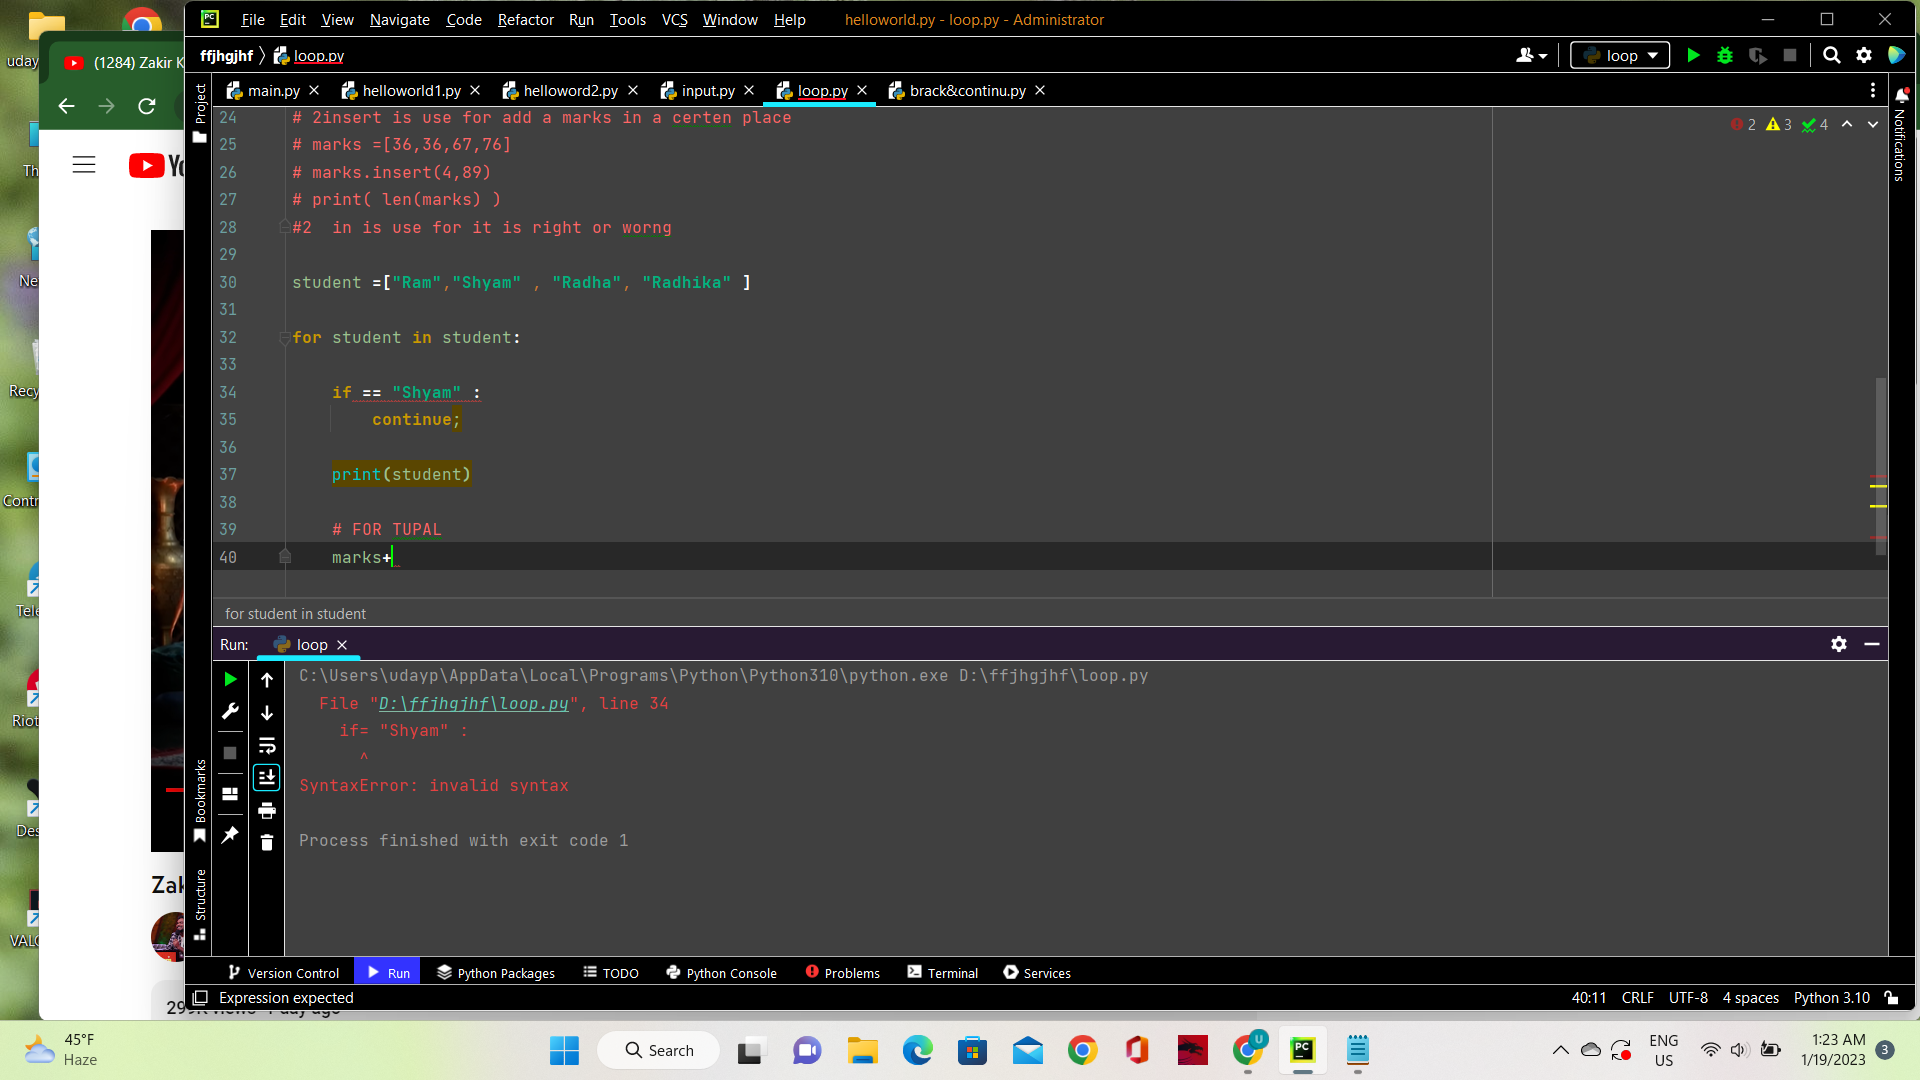 File Edit View Navigate Code Refactor Run Tools VCS Window Help helloworld.py - loop.py - Administrator
ffjhgjhf loop.py
loop
(1284) Zakir K
main.py helloworld1.py helloword2.py input.py loop.py brack&continu.py
Project
Notifications
2 3 4
24 # 2insert is use for add a marks in a certen place
25 # marks =[36,36,67,76]
26 # marks.insert(4,89)
27 # print( len(marks) )
28 #2  in is use for it is right or worng
29
30 student =["Ram","Shyam" , "Radha", "Radhika" ]
31
32 for student in student:
33
34 if == "Shyam" :
35 continue;
36
37 print(student)
38
39 # FOR TUPAL
40 marks+
for student in student
Run: loop
C:\Users\udayp\AppData\Local\Programs\Python\Python310\python.exe D:\ffjhgjhf\loop.py
File "D:\ffjhgjhf\loop.py", line 34
if= "Shyam" :
^
SyntaxError: invalid syntax
Process finished with exit code 1
Bookmarks
Structure
Version Control Run Python Packages TODO Python Console Problems Terminal Services
Expression expected 40:11 CRLF UTF-8 4 spaces Python 3.10
uday
Th
Ne
Recy
Contr
Tele
Riot
Des
VALO
Zak
45°F
Haze
Search
ENG
US
1:23 AM
1/19/2023
3